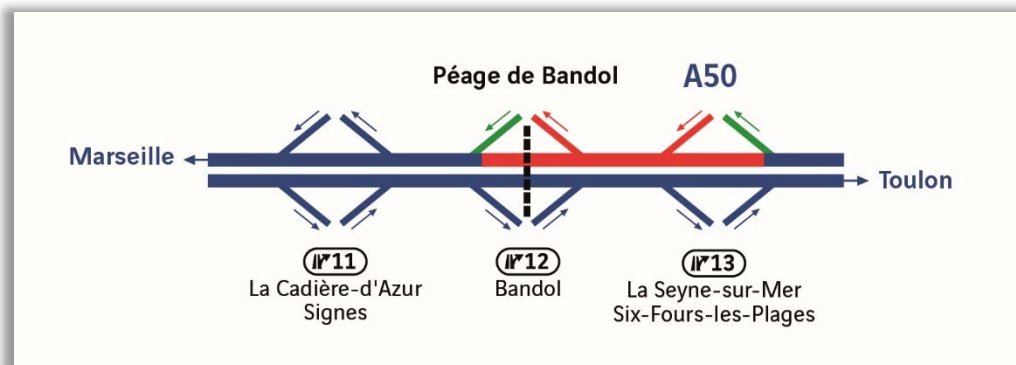 Péage de Bandol
A50
Marseille
Toulon
11
La Cadière-d'Azur
Signes
12
Bandol
13
La Seyne-sur-Mer
Six-Fours-les-Plages